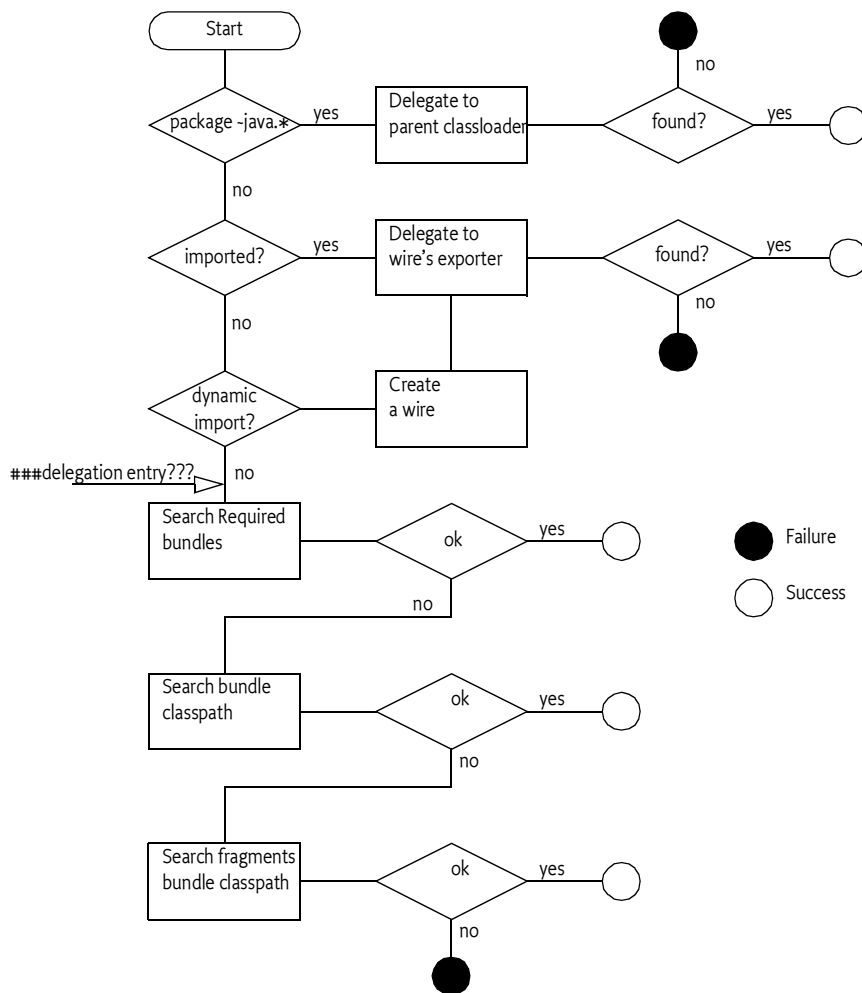 Start
no
package -java.*
yes
Delegate to
parent classloader
found?
yes
no
imported?
yes
Delegate to
wire's exporter
found?
yes
no
no
dynamic
import?
Create
a wire
###delegation entry???
no
Search Required
bundles
ok
yes
Failure
Success
no
Search bundle
classpath
ok
yes
no
Search fragments
bundle classpath
ok
yes
no